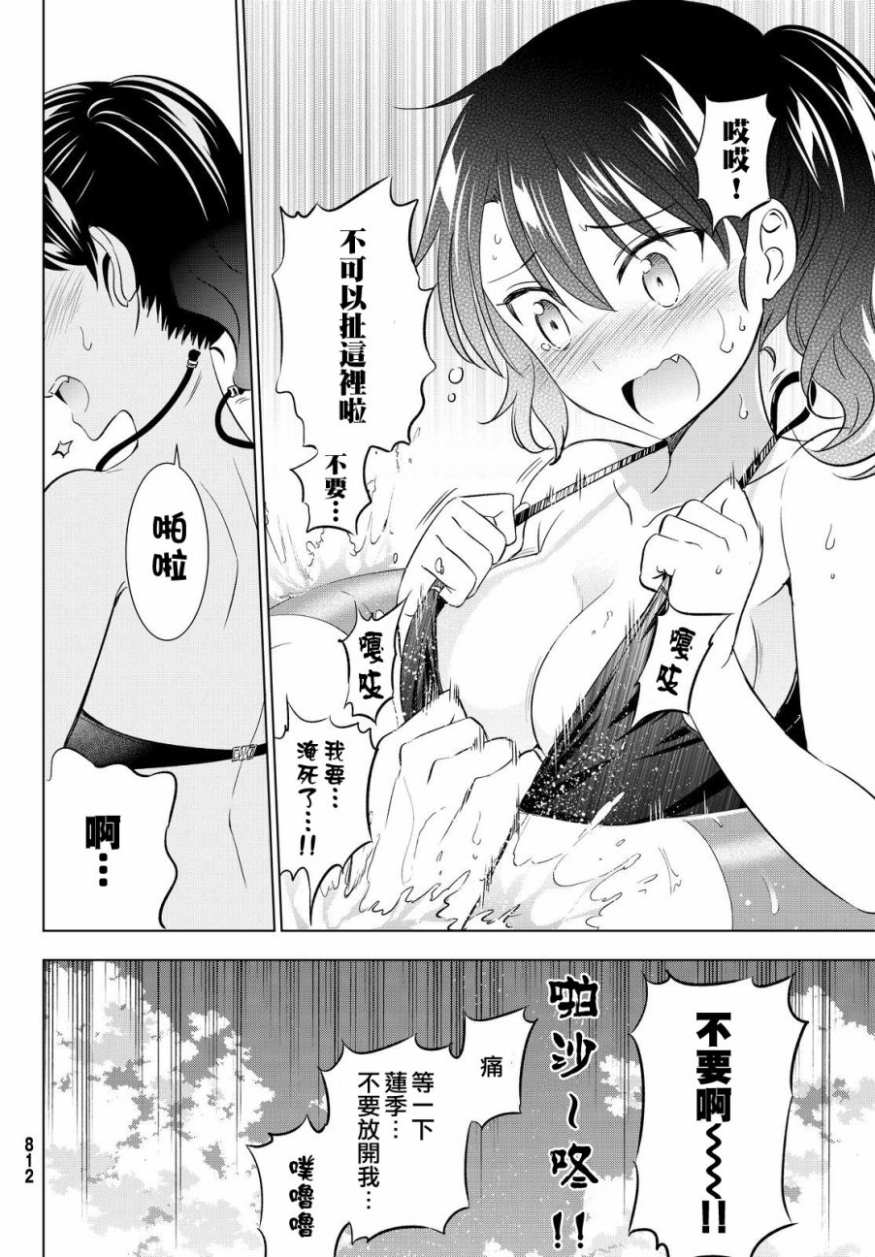 哎哎！
不可以扯這裡啦
不要…
嘎吱
嘎吱
我要…
淹死了…!!
啪啦
啊…
不要啊~~~!!
啪沙~咚!!
痛
等一下
蓮季…
不要放開我…
噗嚕嚕
812